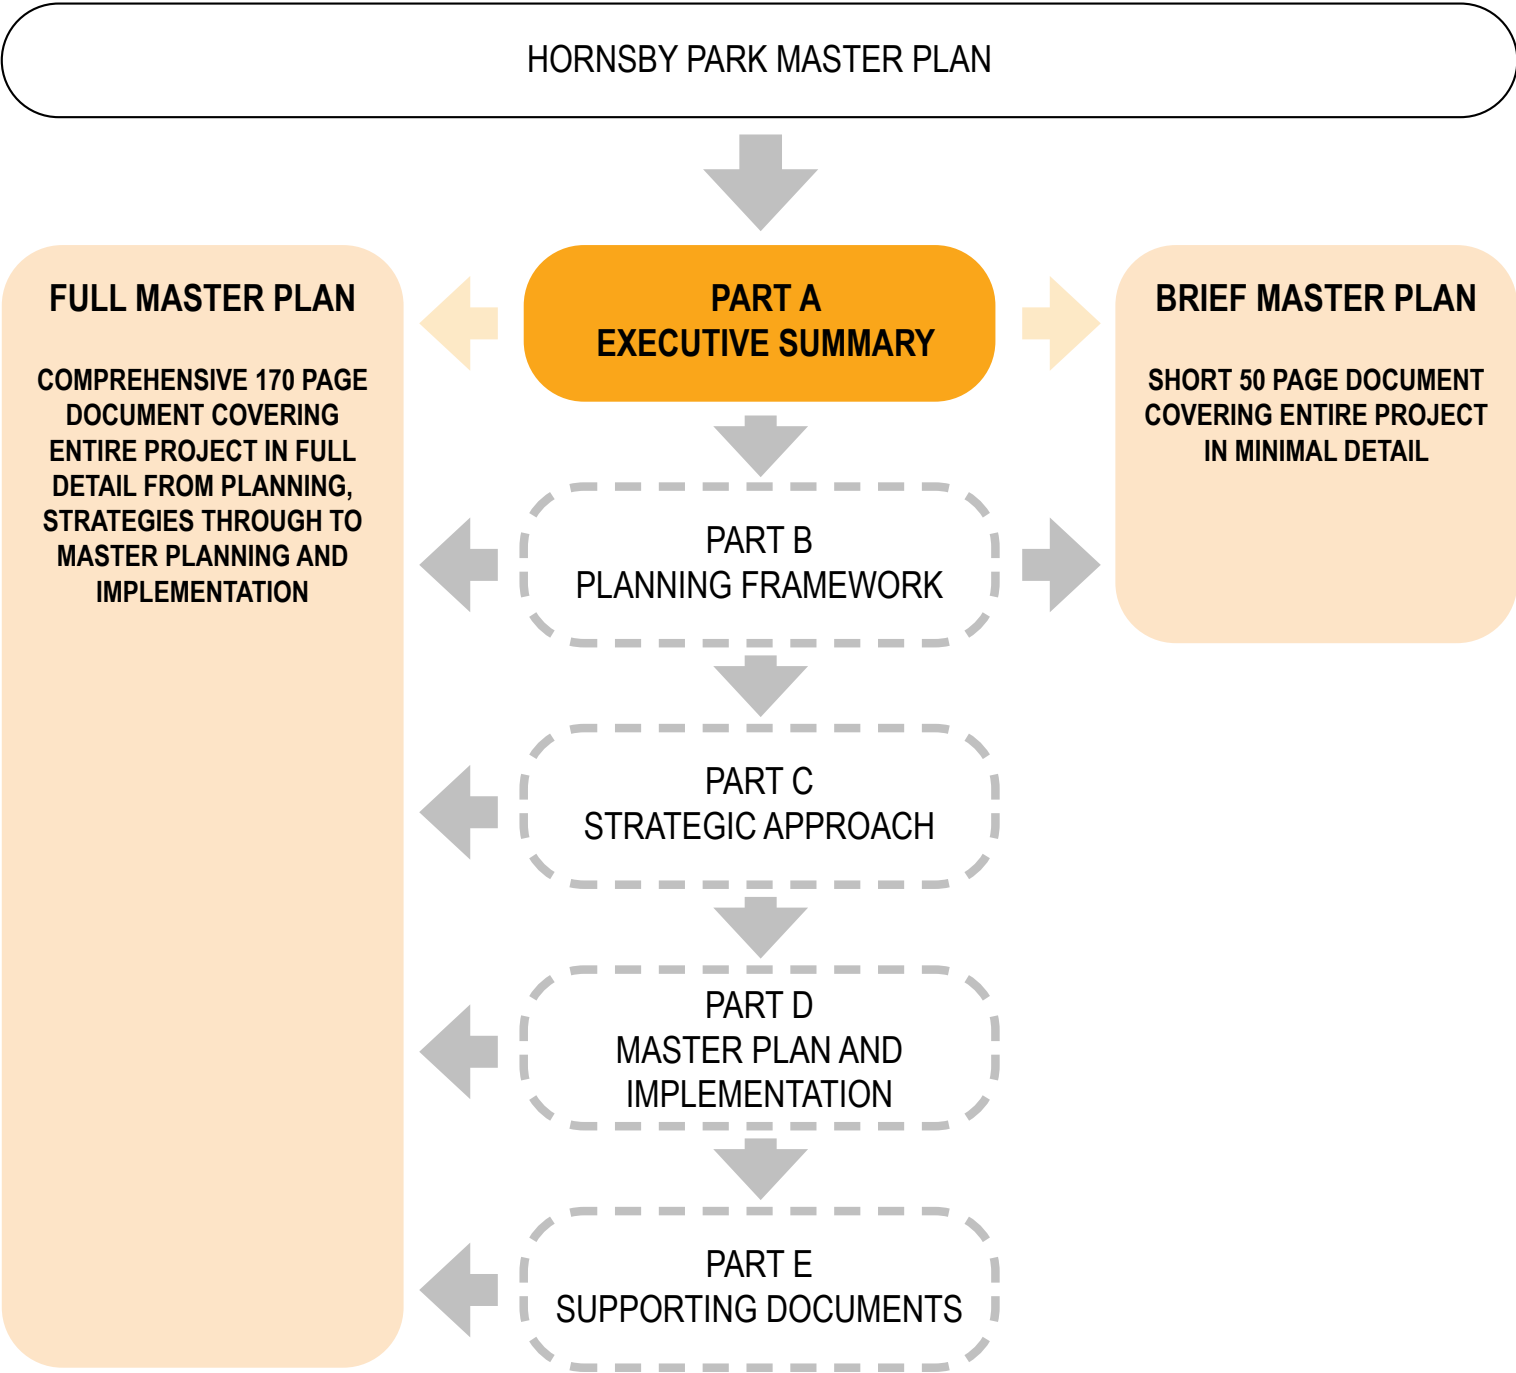 HORNSBY PARK MASTER PLAN
FULL MASTER PLAN
COMPREHENSIVE 170 PAGE
DOCUMENT COVERING
ENTIRE PROJECT IN FULL
DETAIL FROM PLANNING,
STRATEGIES THROUGH TO
MASTER PLANNING AND
IMPLEMENTATION
PART A
EXECUTIVE SUMMARY
BRIEF MASTER PLAN
SHORT 50 PAGE DOCUMENT
COVERING ENTIRE PROJECT
IN MINIMAL DETAIL
PART B
PLANNING FRAMEWORK
PART C
STRATEGIC APPROACH
PART D
MASTER PLAN AND
IMPLEMENTATION
PART E
SUPPORTING DOCUMENTS